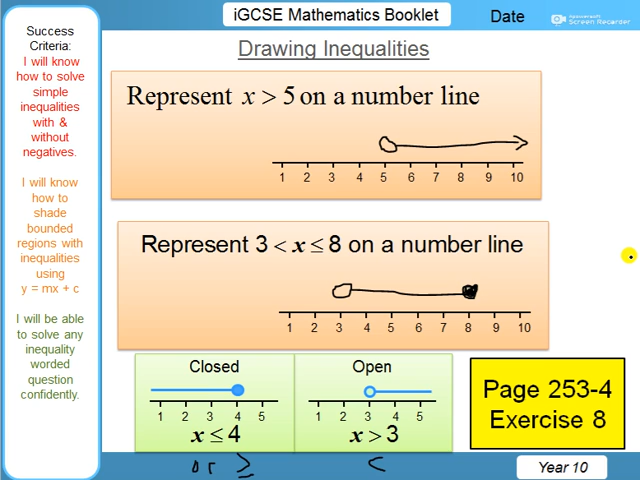 Success
Criteria:
I will know
how to solve
simple
inequalities
with &
without
negatives.
I will know
how to
shade
bounded
regions with
inequalities
using
y = mx + c
I will be able
to solve any
inequality
worded
question
confidently.
iGCSE Mathematics Booklet
Date
Apowersoft
Screen Recorder
Drawing Inequalities
Represent x > 5 on a number line
1 2 3 4 5 6 7 8 9 10
Represent 3 < x ≤ 8 on a number line
1 2 3 4 5 6 7 8 9 10
Closed
1 2 3 4 5
x ≤ 4
or ≥
Open
1 2 3 4 5
x > 3
<
Page 253-4
Exercise 8
Year 10